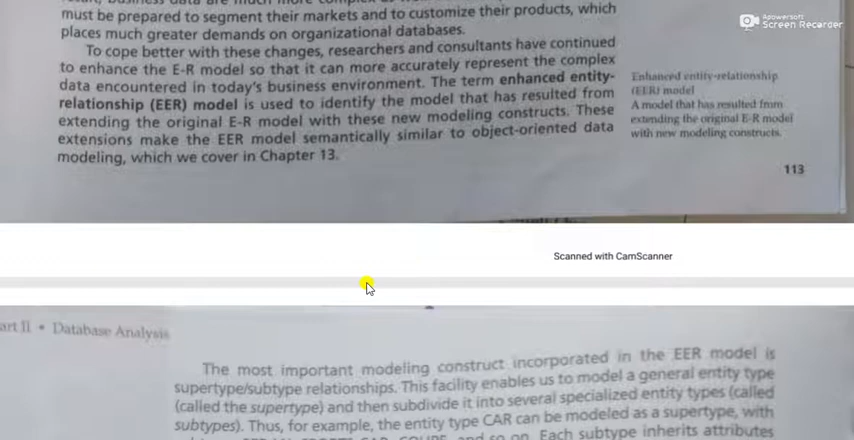 must be prepared to segment their markets and to customize their products, which
places much greater demands on organizational databases.
To cope better with these changes, researchers and consultants have continued
to enhance the E-R model so that it can more accurately represent the complex
data encountered in today's business environment. The term enhanced entity-
relationship (EER) model is used to identify the model that has resulted from
extending the original E-R model with these new modeling constructs. These
extensions make the EER model semantically similar to object-oriented data
modeling, which we cover in Chapter 13.
Enhanced entity-relationship
(EER) model
A model that has resulted from
extending the original E-R model
with new modeling constructs.
113
Apowersoft
Screen Recorder
Scanned with CamScanner
art II • Database Analysis
The most important modeling construct incorporated in the EER model is
supertype/subtype relationships. This facility enables us to model a general entity type
(called the supertype) and then subdivide it into several specialized entity types (called
subtypes). Thus, for example, the entity type CAR can be modeled as a supertype, with
and so on. Each subtype inherits attributes